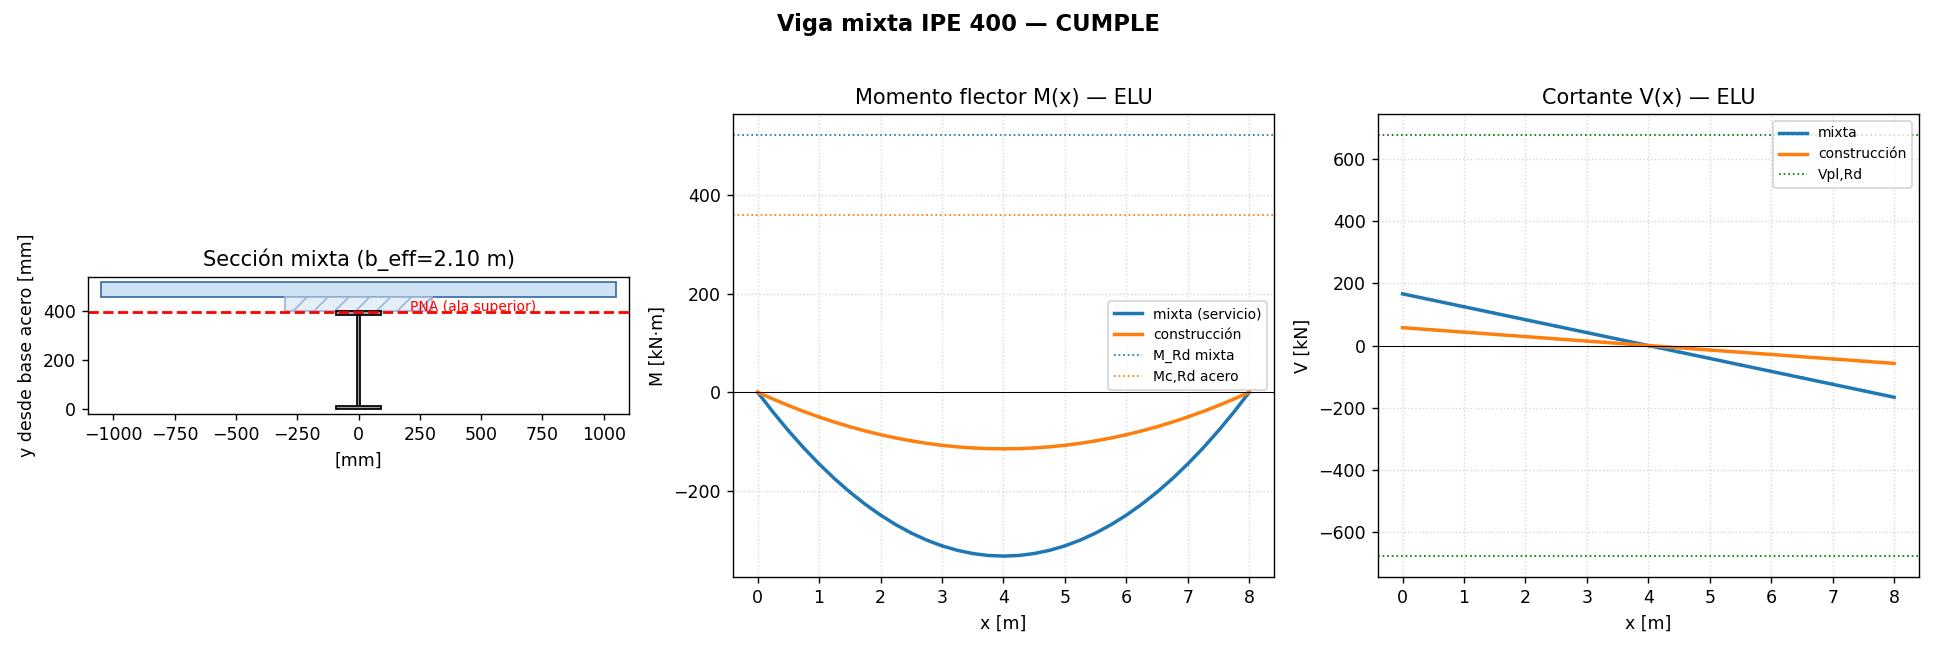 Viga mixta IPE 400 — CUMPLE
Sección mixta (b_eff=2.10 m)
y desde base acero [mm]
400
200
0
PNA (ala superior)
−1000 −750 −500 −250 0 250 500 750 1000
[mm]
Momento flector M(x) — ELU
M [kN·m]
400
200
0
−200
mixta (servicio)
construcción
M_Rd mixta
Mc,Rd acero
0 1 2 3 4 5 6 7 8
x [m]
Cortante V(x) — ELU
V [kN]
600
400
200
0
−200
−400
−600
mixta
construcción
Vpl,Rd
0 1 2 3 4 5 6 7 8
x [m]